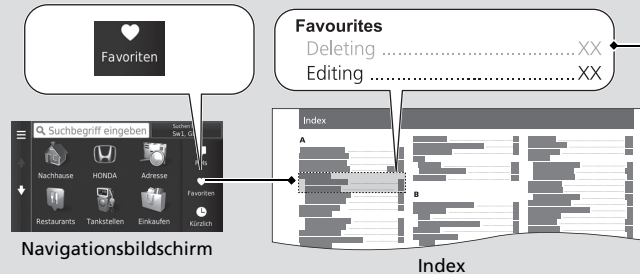 Favoriten
Favourites
Deleting ........................... XX
Editing ............................. XX
Suchbegriff eingeben
Nachhause
HONDA
Adresse
Favoriten
Restaurants
Tankstellen
Einkaufen
Kürzlich
Navigationsbildschirm
Index
A
B
Index